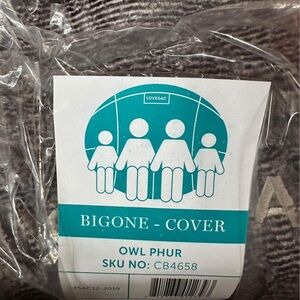 LOVESAC
BIGONE - COVER
OWL PHUR
SKU NO: CB4658